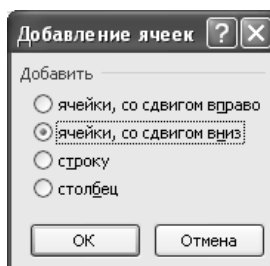 Добавление ячеек
Добавить
ячейки, со сдвигом вправо
ячейки, со сдвигом вниз
строку
столбец
ОК
Отмена